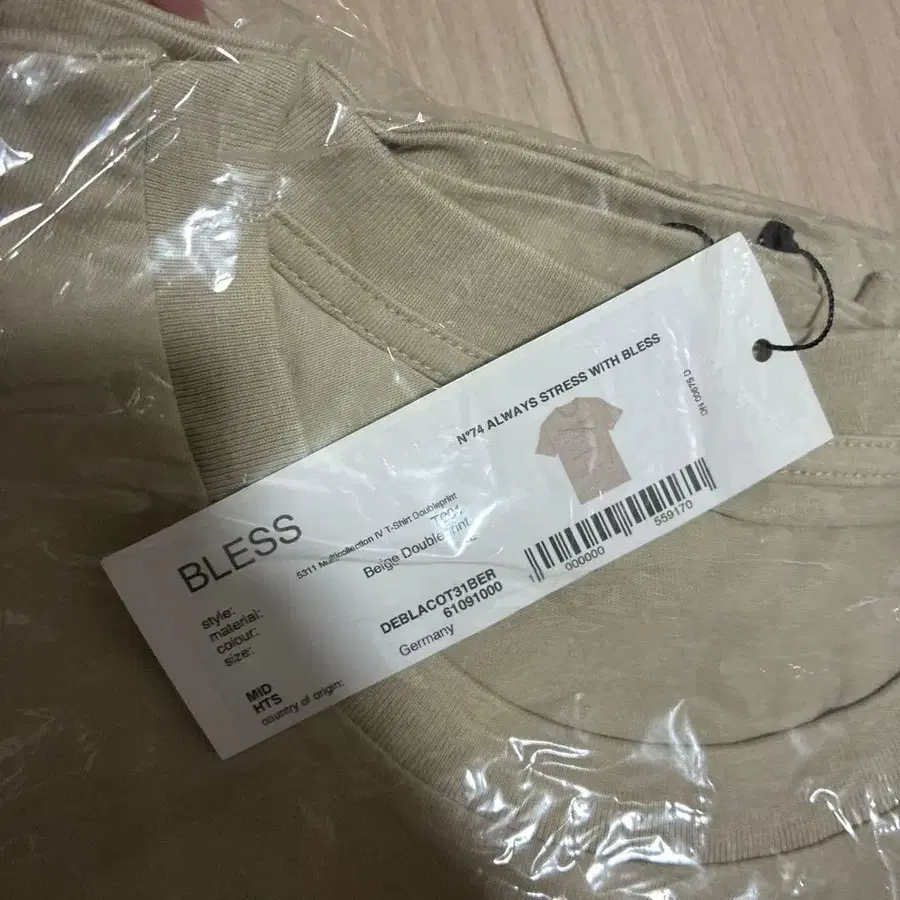 N°74 ALWAYS STRESS WITH BLESS
BLESS
style: 5311 Multicollection IV T-Shirt Doubleprint
material:
colour: Beige Doubleprint
size:
MID DEBLACOT31BER
HTS 61091000
country of origin: Germany
1 000000 559170